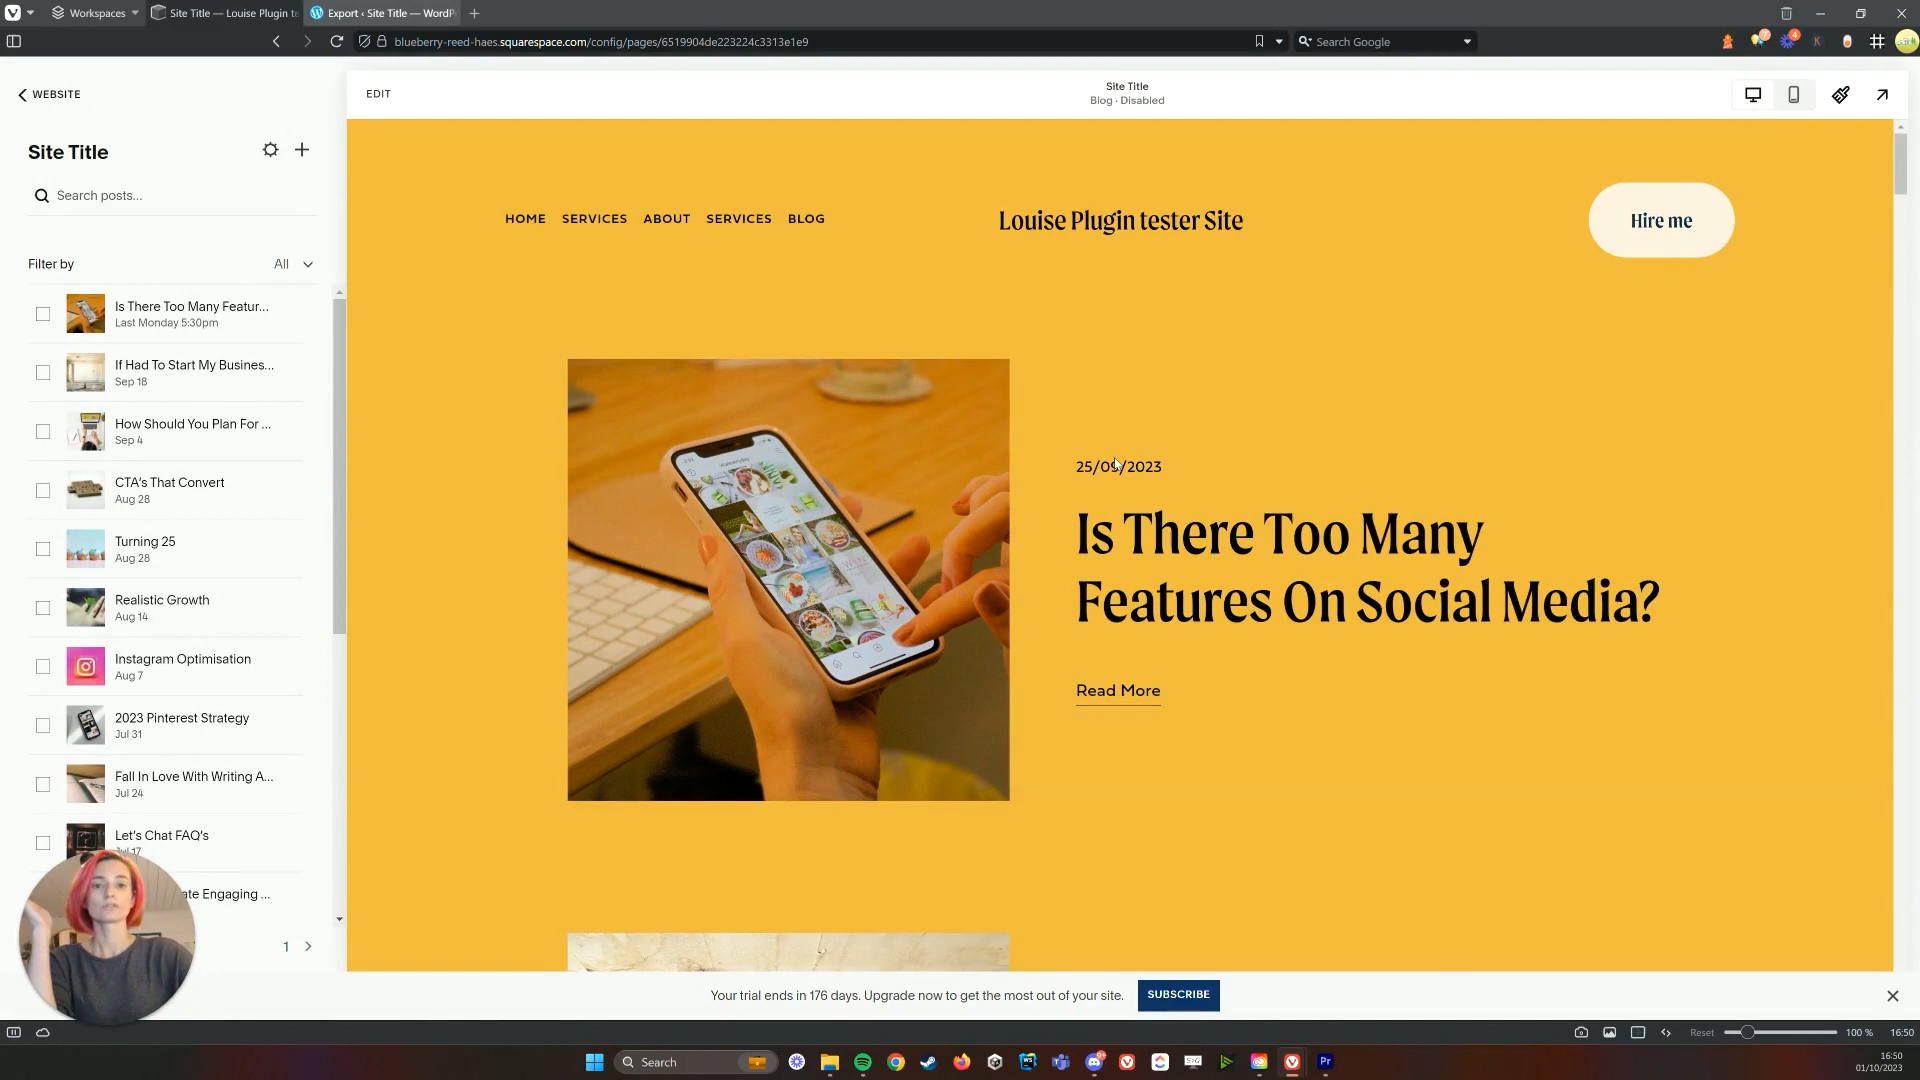 Workspaces
Site Title — Louise Plugin te
Export ‹ Site Title — WordP
blueberry-reed-haes.squarespace.com/config/pages/6519904de223224c3313e1e9
Search Google
7
4
WEBSITE
EDIT
Site Title
Blog · Disabled
Site Title
Search posts...
Filter by
All
Is There Too Many Featur...
Last Monday 5:30pm
If Had To Start My Busines...
Sep 18
How Should You Plan For ...
Sep 4
CTA's That Convert
Aug 28
Turning 25
Aug 28
Realistic Growth
Aug 14
Instagram Optimisation
Aug 7
2023 Pinterest Strategy
Jul 31
Fall In Love With Writing A...
Jul 24
Let's Chat FAQ's
Jul 17
ate Engaging ...
1
HOME SERVICES ABOUT SERVICES BLOG
Louise Plugin tester Site
Hire me
25/09/2023
Is There Too Many
Features On Social Media?
Read More
Your trial ends in 176 days. Upgrade now to get the most out of your site.
SUBSCRIBE
Reset
100 %
16:50
Search
16:50
01/10/2023